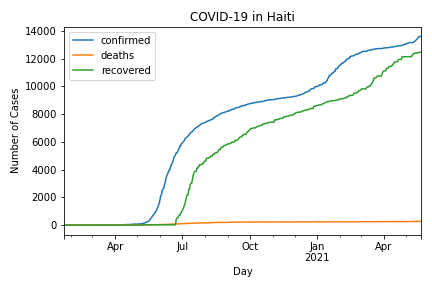 COVID-19 in Haiti
14000
12000
10000
8000
6000
4000
2000
0
Number of Cases
confirmed
deaths
recovered
Apr
Jul
Oct
Jan
2021
Apr
Day